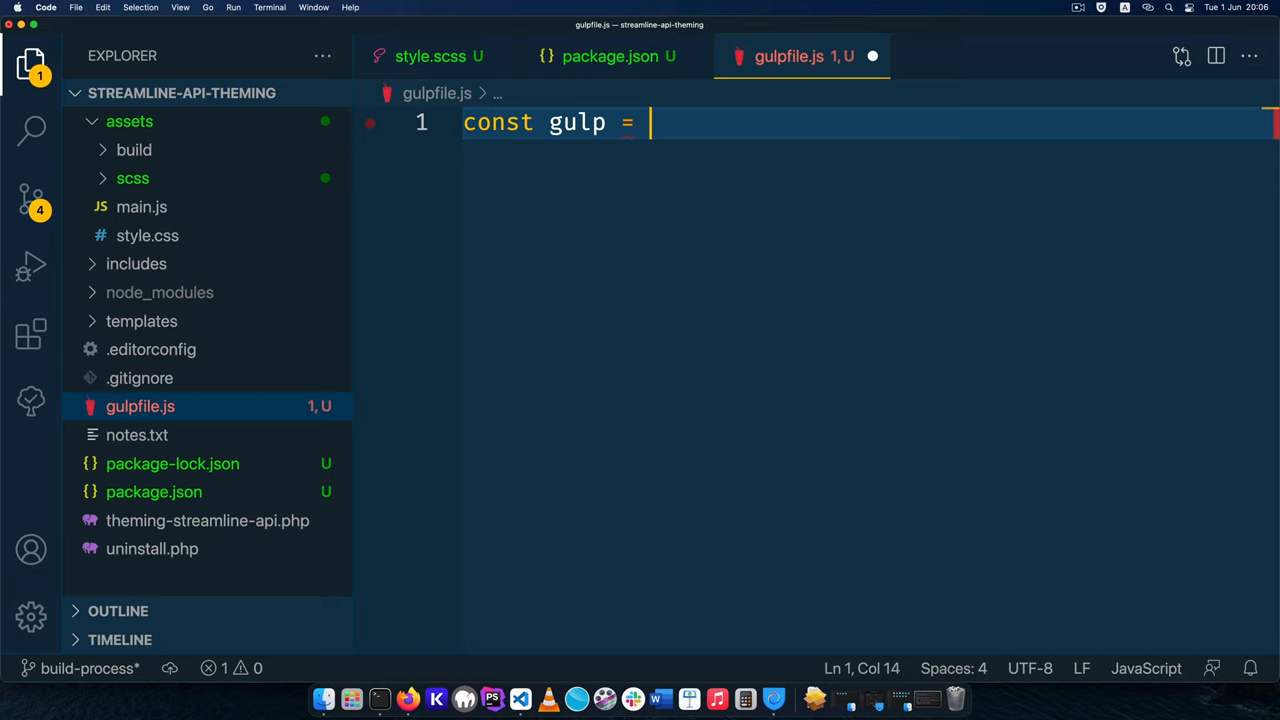 Code File Edit Selection View Go Run Terminal Window Help
A Tue 1 Jun 20:06
gulpfile.js — streamline-api-theming
EXPLORER
style.scss U
{} package.json U
gulpfile.js 1, U
1
STREAMLINE-API-THEMING
gulpfile.js > ...
assets
1 const gulp =
build
scss
JS main.js
4
# style.css
includes
node_modules
templates
.editorconfig
.gitignore
gulpfile.js 1, U
notes.txt
{} package-lock.json U
{} package.json U
theming-streamline-api.php
uninstall.php
OUTLINE
TIMELINE
build-process* 1 0 Ln 1, Col 14 Spaces: 4 UTF-8 LF JavaScript
K PS W